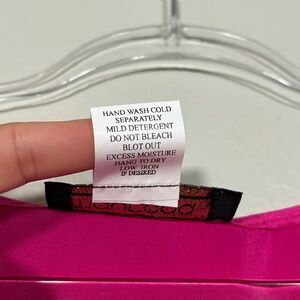 HAND WASH COLD
SEPARATELY
MILD DETERGENT
DO NOT BLEACH
BLOT OUT
EXCESS MOISTURE
HANG TO DRY
LOW IRON
IF DESIRED